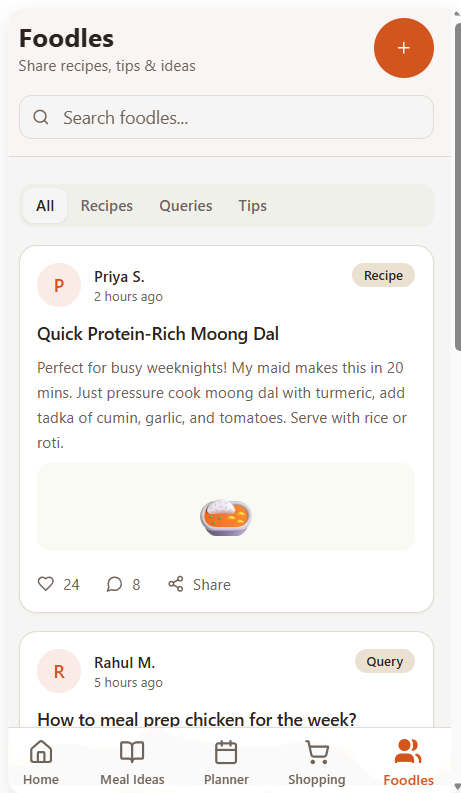 Foodles
Share recipes, tips & ideas
+
Search foodles...
All Recipes Queries Tips
P
Priya S.
2 hours ago
Recipe
Quick Protein-Rich Moong Dal
Perfect for busy weeknights! My maid makes this in 20
mins. Just pressure cook moong dal with turmeric, add
tadka of cumin, garlic, and tomatoes. Serve with rice or
roti.
24 8 Share
R
Rahul M.
5 hours ago
Query
How to meal prep chicken for the week?
Home Meal Ideas Planner Shopping Foodles